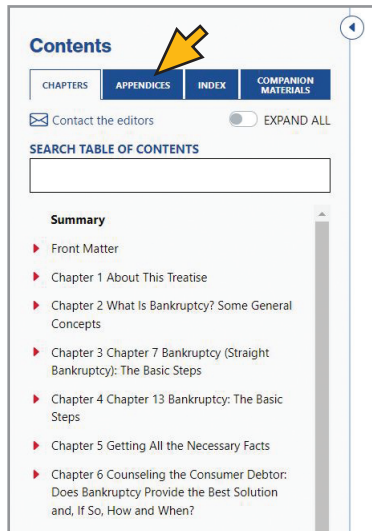 Contents
CHAPTERS
APPENDICES
INDEX
COMPANION
MATERIALS
Contact the editors
EXPAND ALL
SEARCH TABLE OF CONTENTS
Summary
Front Matter
Chapter 1 About This Treatise
Chapter 2 What Is Bankruptcy? Some General
Concepts
Chapter 3 Chapter 7 Bankruptcy (Straight
Bankruptcy): The Basic Steps
Chapter 4 Chapter 13 Bankruptcy: The Basic
Steps
Chapter 5 Getting All the Necessary Facts
Chapter 6 Counseling the Consumer Debtor:
Does Bankruptcy Provide the Best Solution
and, If So, How and When?